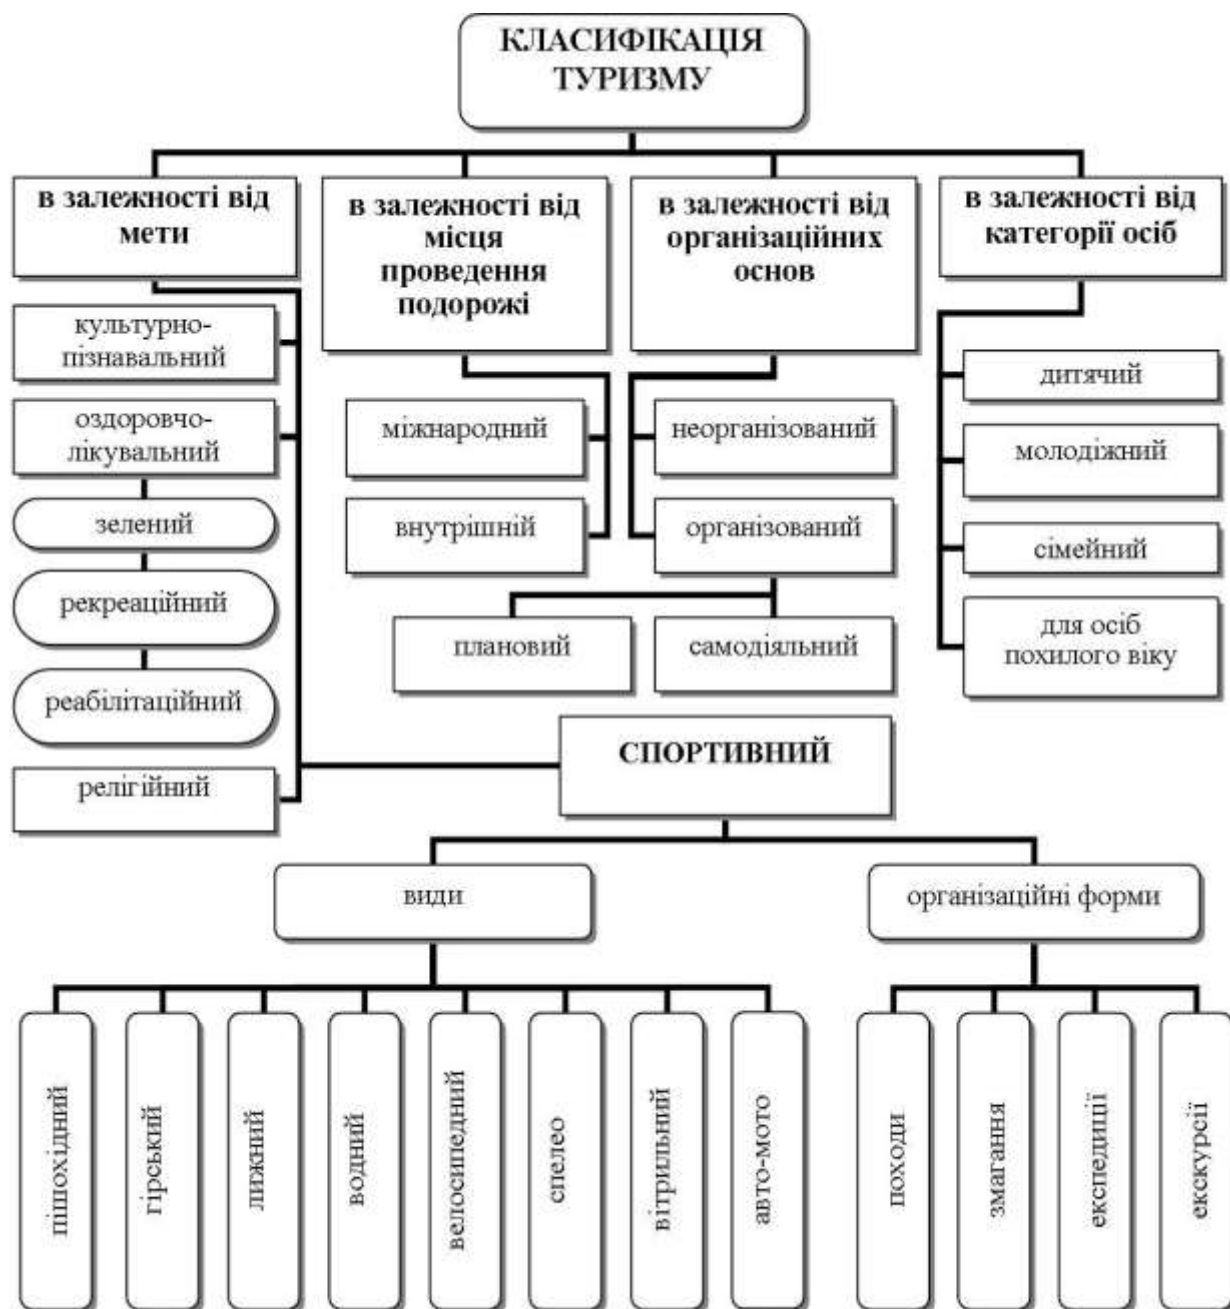 КЛАСИФІКАЦІЯ
ТУРИЗМУ
в залежності від
мети
в залежності від
місця
проведення
подорожі
в залежності від
організаційних
основ
в залежності від
категорії осіб
культурно-
пізнавальний
оздоровчо-
лікувальний
зелений
рекреаційний
реабілітаційний
релігійний
міжнародний
внутрішній
неорганізований
організований
плановий
самодіяльний
дитячий
молодіжний
сімейний
для осіб
похилого віку
СПОРТИВНИЙ
види
організаційні форми
пішохідний
гірський
лижний
водний
велосипедний
спелео
вітрильний
авто-мото
походи
змагання
експедиції
екскурсії